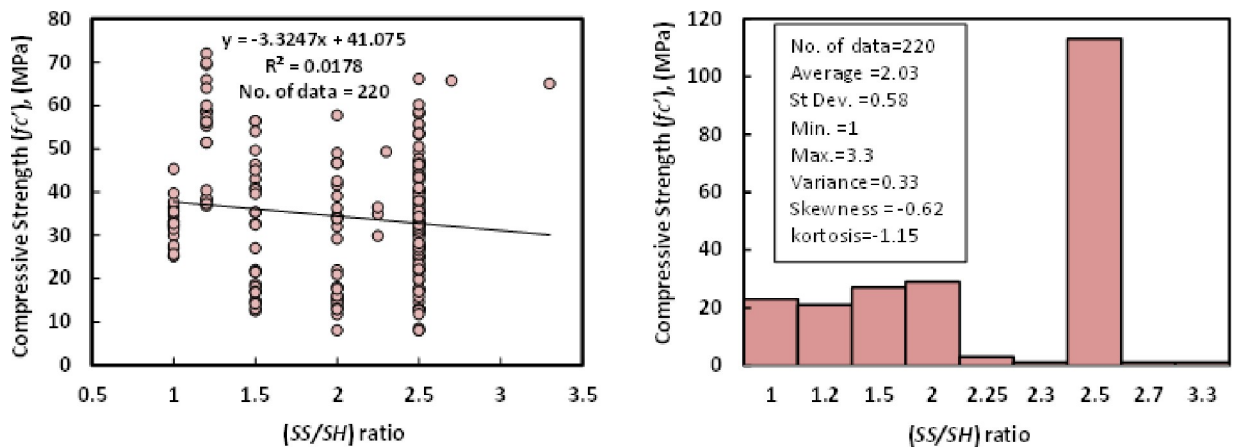 80
70
60
50
40
30
20
10
0
Compressive Strength (fc'), (MPa)
y = -3.3247x + 41.075
R² = 0.0178
No. of data = 220
0.5 1 1.5 2 2.5 3 3.5
(SS/SH) ratio
120
100
80
60
40
20
0
Compressive Strength (fc'), (MPa)
No. of data=220
Average =2.03
St Dev. =0.58
Min. =1
Max.=3.3
Variance=0.33
Skewness = -0.62
kortosis=-1.15
1 1.2 1.5 2 2.25 2.3 2.5 2.7 3.3
(SS/SH) ratio